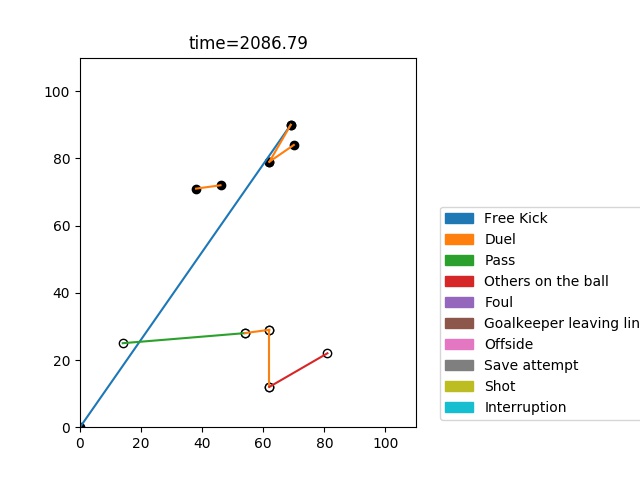 time=2086.79
100
80
60
40
20
0
0 20 40 60 80 100
Free Kick
Duel
Pass
Others on the ball
Foul
Goalkeeper leaving lin
Offside
Save attempt
Shot
Interruption